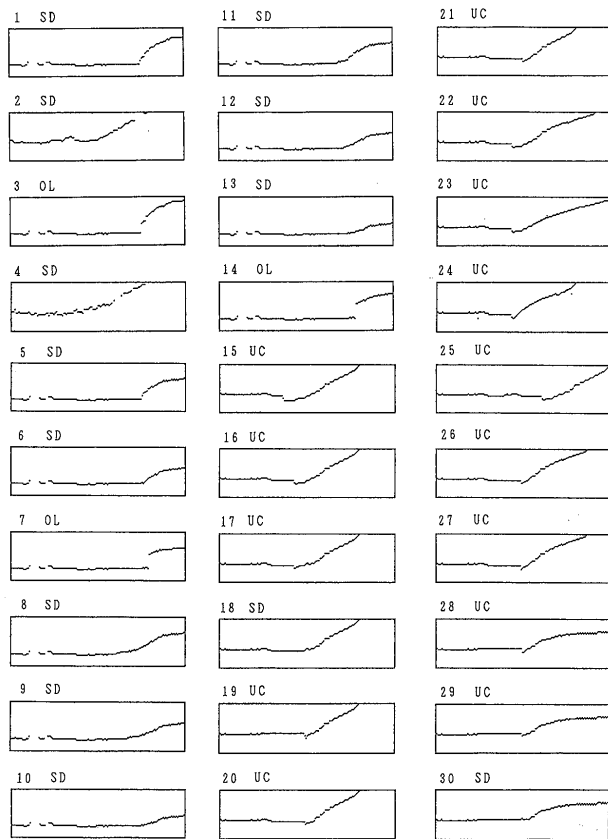 1 SD
2 SD
3 OL
4 SD
5 SD
6 SD
7 OL
8 SD
9 SD
10 SD
11 SD
12 SD
13 SD
14 OL
15 UC
16 UC
17 UC
18 SD
19 UC
20 UC
21 UC
22 UC
23 UC
24 UC
25 UC
26 UC
27 UC
28 UC
29 UC
30 SD